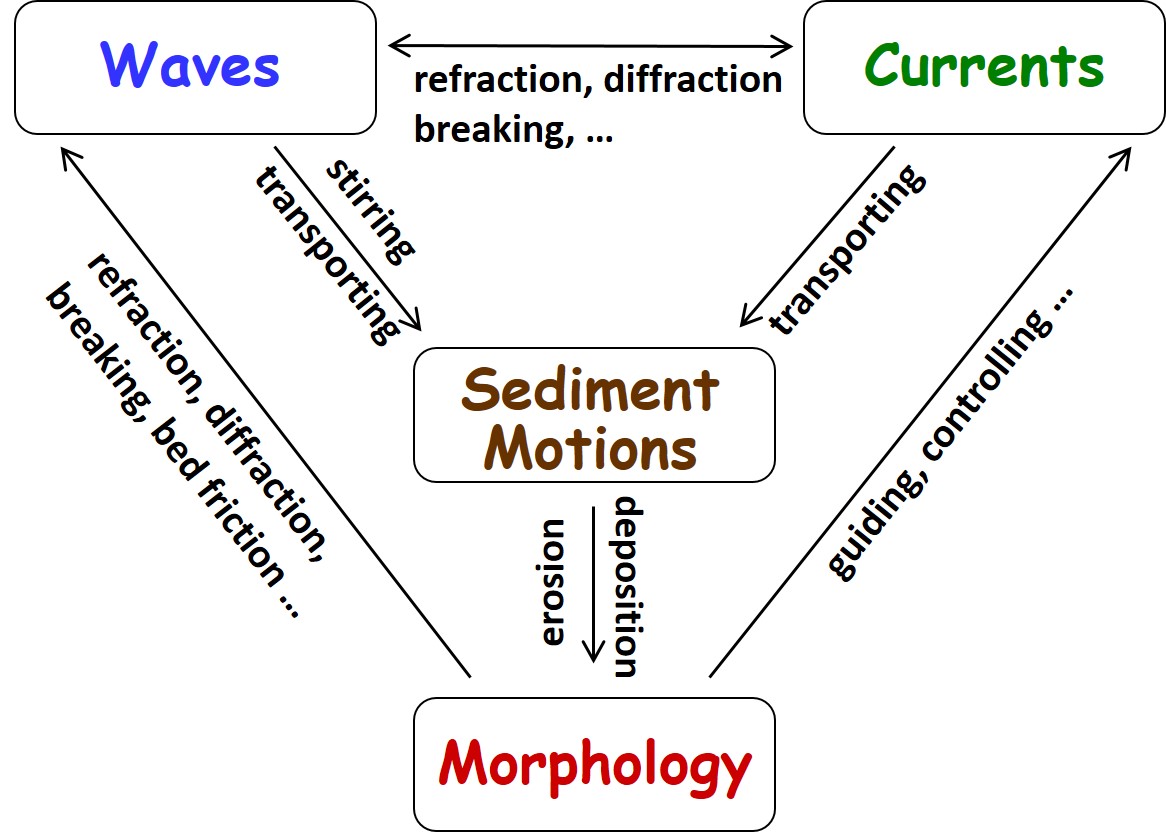 Waves
refraction, diffraction
breaking, ...
Currents
stirring
transporting
transporting
refraction, diffraction,
breaking, bed friction ...
Sediment
Motions
guiding, controlling ...
erosion
deposition
Morphology